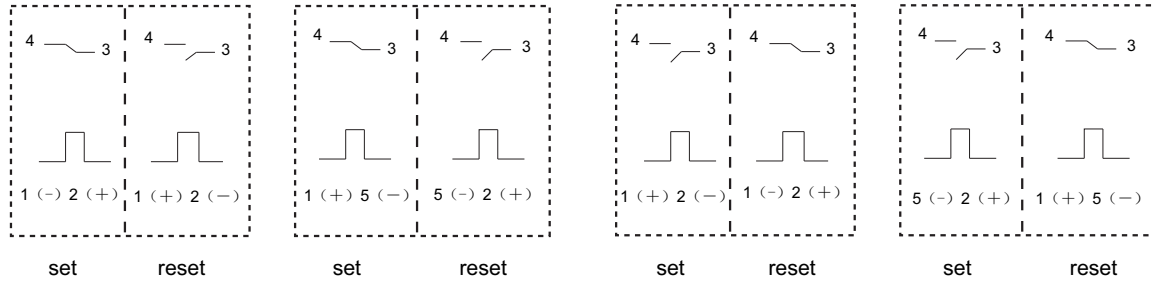 4 3 4 3 4 3 4 3 4 3 4 3 4 3 4 3
1 (-) 2 (+) 1 (+) 2 (-) 1 (+) 5 (-) 5 (-) 2 (+) 1 (+) 2 (-) 1 (-) 2 (+) 5 (-) 2 (+) 1 (+) 5 (-)
set reset set reset set reset set reset